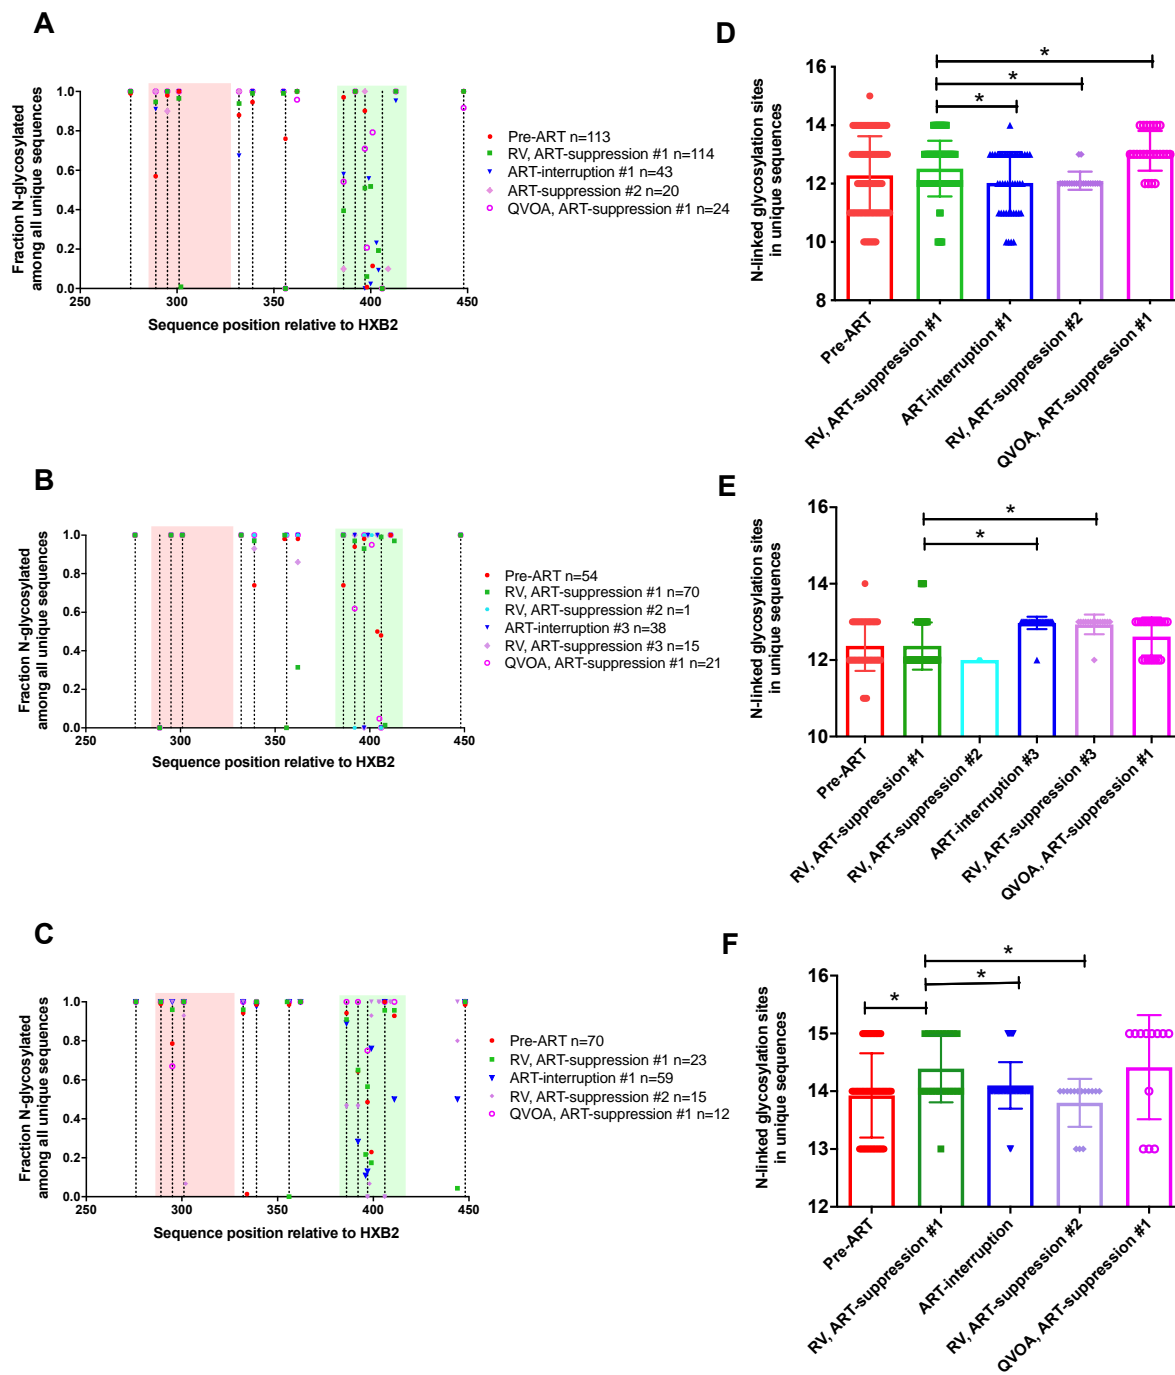 A
Fraction N-glycosylated
among all unique sequences
1.0
0.8
0.6
0.4
0.2
0.0
250
300
350
400
450
Sequence position relative to HXB2
Pre-ART n=113
RV, ART-suppression #1 n=114
ART-interruption #1 n=43
ART-suppression #2 n=20
QVOA, ART-suppression #1 n=24
D
N-linked glycosylation sites
in unique sequences
16
14
12
10
8
*
*
*
Pre-ART
RV, ART-suppression #1
ART-interruption #1
RV, ART-suppression #2
QVOA, ART-suppression #1
B
Fraction N-glycosylated
among all unique sequences
1.0
0.8
0.6
0.4
0.2
0.0
250
300
350
400
450
Sequence position relative to HXB2
Pre-ART n=54
RV, ART-suppression #1 n=70
RV, ART-suppression #2 n=1
ART-interruption #3 n=38
RV, ART-suppression #3 n=15
QVOA, ART-suppression #1 n=21
E
N-linked glycosylation sites
in unique sequences
16
14
12
10
*
*
Pre-ART
RV, ART-suppression #1
RV, ART-suppression #2
ART-interruption #3
RV, ART-suppression #3
QVOA, ART-suppression #1
C
Fraction N-glycosylated
among all unique sequences
1.0
0.8
0.6
0.4
0.2
0.0
250
300
350
400
450
Sequence position relative to HXB2
Pre-ART n=70
RV, ART-suppression #1 n=23
ART-interruption #1 n=59
RV, ART-suppression #2 n=15
QVOA, ART-suppression #1 n=12
F
N-linked glycosylation sites
in unique sequences
16
15
14
13
12
*
*
*
Pre-ART
RV, ART-suppression #1
ART-interruption
RV, ART-suppression #2
QVOA, ART-suppression #1